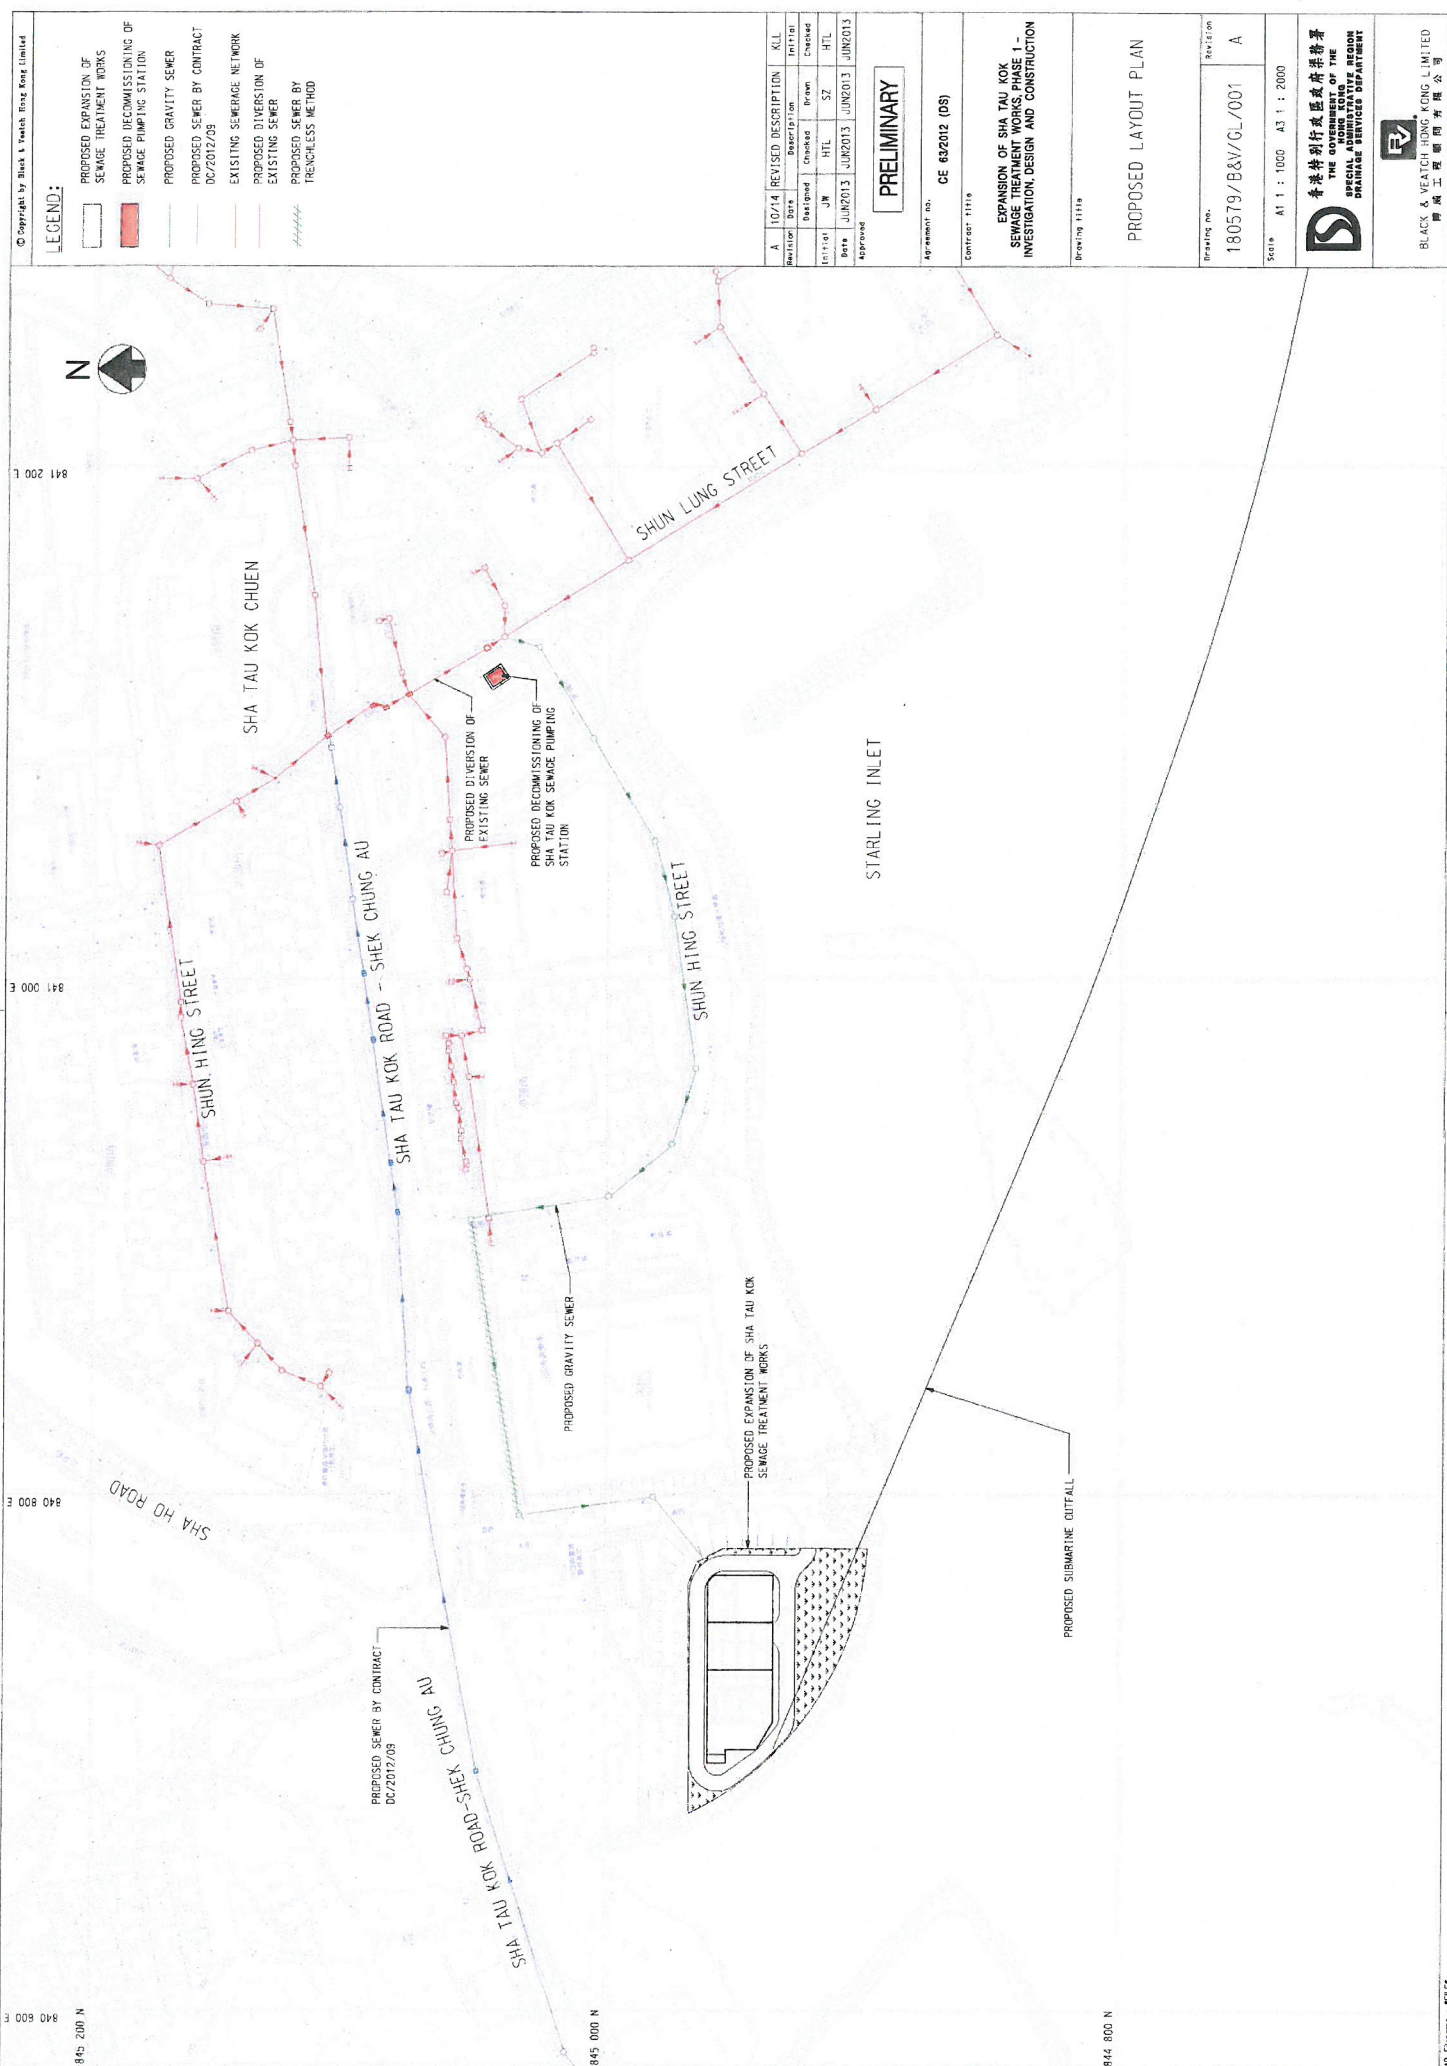 © Copyright by Black & Veatch Hong Kong Limited
LEGEND:
PROPOSED EXPANSION OF
SEWAGE TREATMENT WORKS
PROPOSED DECOMMISSIONING OF
SEWAGE PUMPING STATION
PROPOSED GRAVITY SEWER
PROPOSED SEWER BY CONTRACT
DC/2012/09
EXISTING SEWERAGE NETWORK
PROPOSED DIVERSION OF
EXISTING SEWER
PROPOSED SEWER BY
TRENCHLESS METHOD
A 10/14 REVISED DESCRIPTION KLL
Revision Date Description Initial
Designed Checked Drawn Checked
Initial JW HTL SZ HTL
Date JUN2013 JUN2013 JUN2013 JUN2013
Approved
PRELIMINARY
Agreement no.
CE 63/2012 (DS)
Contract title
EXPANSION OF SHA TAU KOK
SEWAGE TREATMENT WORKS, PHASE 1 -
INVESTIGATION, DESIGN AND CONSTRUCTION
Drawing title
PROPOSED LAYOUT PLAN
Drawing no.
180579/B&V/GL/001
Revision
A
Scale
A1 1 : 1000 A3 1 : 2000
香港特別行政區政府渠務署
THE GOVERNMENT OF THE
HONG KONG
SPECIAL ADMINISTRATIVE REGION
DRAINAGE SERVICES DEPARTMENT
BV
BLACK & VEATCH HONG KONG LIMITED
工程顧問有限公司
N
841 200 E
841 000 E
840 800 E
840 600 E
845 200 N
845 000 N
844 800 N
SHA TAU KOK CHUEN
SHUN LUNG STREET
SHUN HING STREET
SHA TAU KOK ROAD - SHEK CHUNG AU
PROPOSED DIVERSION OF
EXISTING SEWER
PROPOSED DECOMMISSIONING OF
SHA TAU KOK SEWAGE PUMPING
STATION
SHUN HING STREET
STARLING INLET
SHA HO ROAD
PROPOSED GRAVITY SEWER
PROPOSED EXPANSION OF SHA TAU KOK
SEWAGE TREATMENT WORKS
PROPOSED SUBMARINE OUTFALL
PROPOSED SEWER BY CONTRACT
DC/2012/09
SHA TAU KOK ROAD-SHEK CHUNG AU